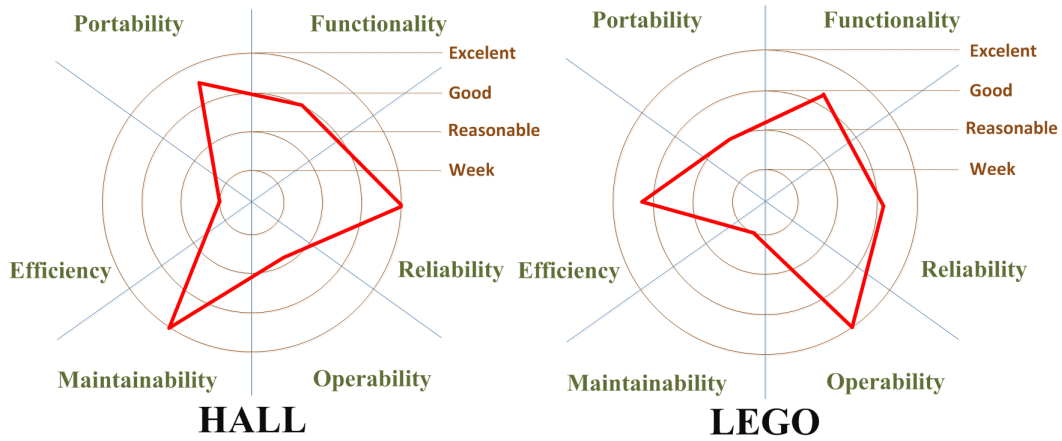 Portability
Functionality
Excelent
Good
Reasonable
Week
Efficiency
Reliability
Maintainability
Operability
HALL
Portability
Functionality
Excelent
Good
Reasonable
Week
Efficiency
Reliability
Maintainability
Operability
LEGO